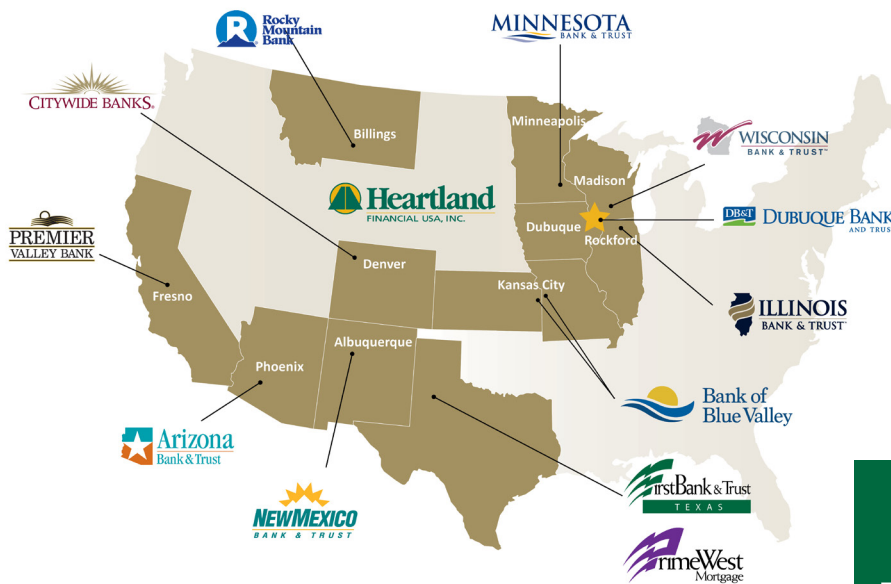 R Rocky
Mountain
Bank
MINNESOTA
BANK & TRUST
CITYWIDE BANKS®
Billings
Minneapolis
WISCONSIN
BANK & TRUST™
Madison
Heartland
FINANCIAL USA, INC.
DB&T DUBUQUE BANK
AND TRUS
Dubuque
Rockford
PREMIER
VALLEY BANK
Denver
Kansas City
Fresno
ILLINOIS
BANK & TRUST
Albuquerque
Phoenix
Bank of
Blue Valley
Arizona
Bank & Trust
FirstBank & Trust
TEXAS
NEW MEXICO
BANK & TRUST
PrimeWest
Mortgage